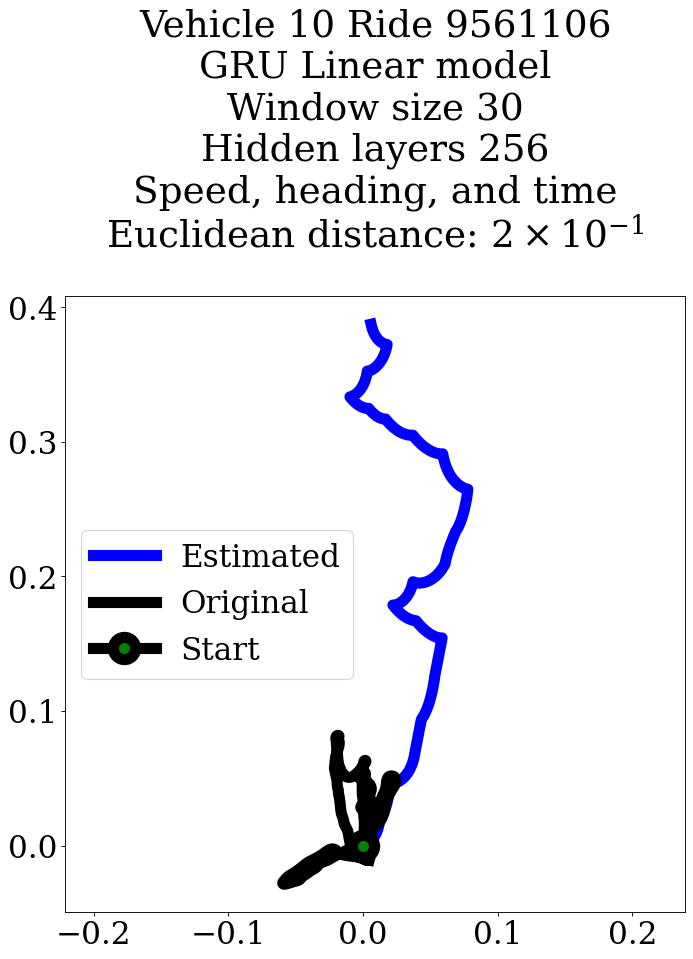 Vehicle 10 Ride 9561106
GRU Linear model
Window size 30
Hidden layers 256
Speed, heading, and time
Euclidean distance: 2 × 10⁻¹
0.4
0.3
0.2
0.1
0.0
Estimated
Original
Start
−0.2 −0.1 0.0 0.1 0.2